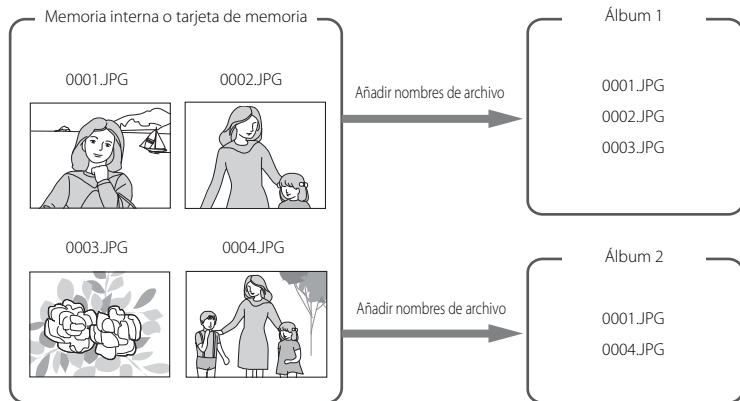 Memoria interna o tarjeta de memoria
0001.JPG
0002.JPG
0003.JPG
0004.JPG
Añadir nombres de archivo
Añadir nombres de archivo
Álbum 1
0001.JPG
0002.JPG
0003.JPG
Álbum 2
0001.JPG
0004.JPG